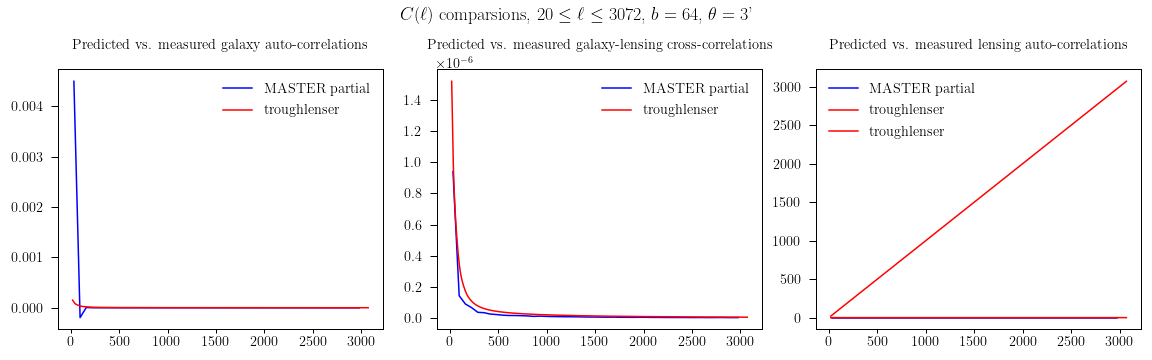 C(ℓ) comparsions, 20 ≤ ℓ ≤ 3072, b = 64, θ = 3'
Predicted vs. measured galaxy auto-correlations
MASTER partial
troughlenser
0.004
0.003
0.002
0.001
0.000
0 500 1000 1500 2000 2500 3000
Predicted vs. measured galaxy-lensing cross-correlations
×10⁻⁶
MASTER partial
troughlenser
1.4
1.2
1.0
0.8
0.6
0.4
0.2
0.0
0 500 1000 1500 2000 2500 3000
Predicted vs. measured lensing auto-correlations
MASTER partial
troughlenser
troughlenser
3000
2500
2000
1500
1000
500
0
0 500 1000 1500 2000 2500 3000